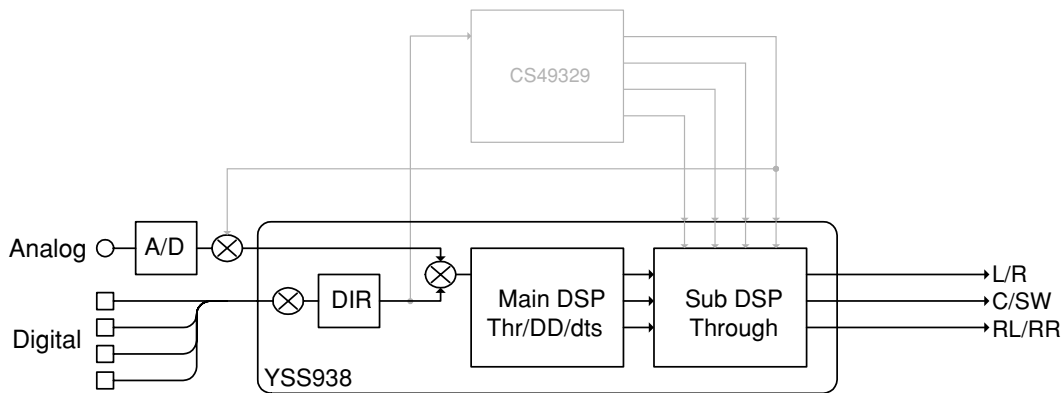 CS49329
Analog
A/D
DIR
Main DSP
Thr/DD/dts
Sub DSP
Through
L/R
C/SW
RL/RR
Digital
YSS938